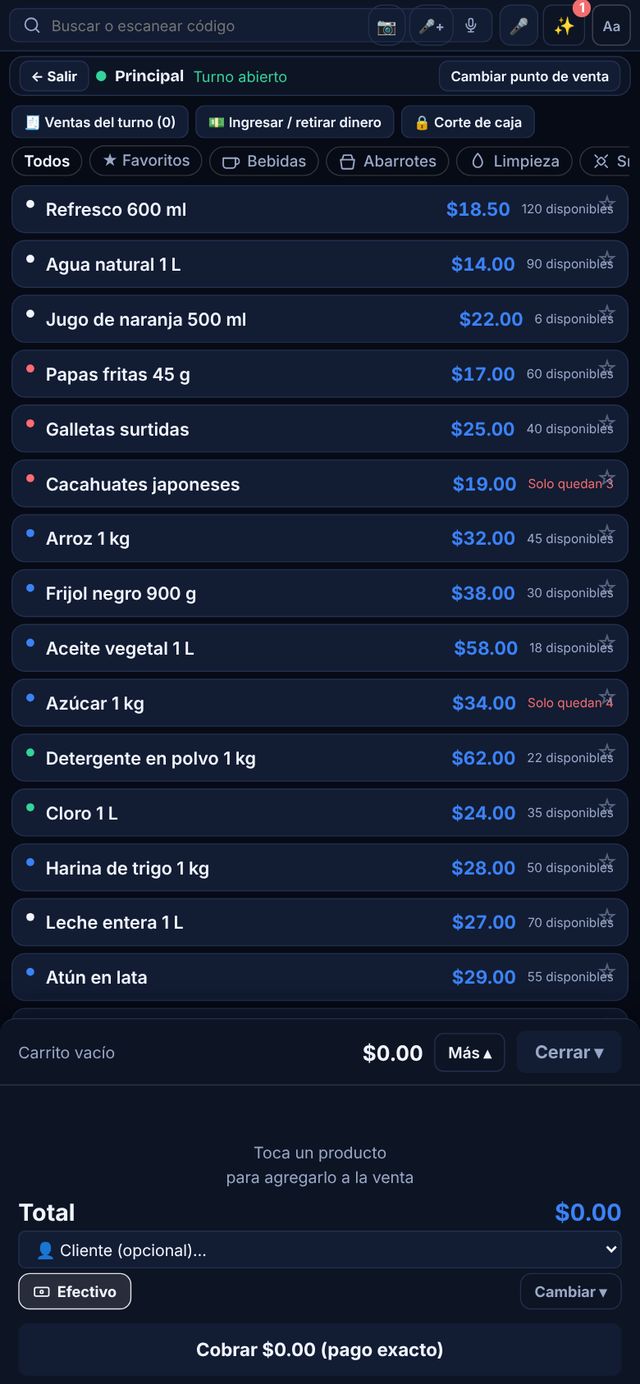 Buscar o escanear código
+
1
Aa
← Salir
Principal
Turno abierto
Cambiar punto de venta
Ventas del turno (0)
Ingresar / retirar dinero
Corte de caja
Todos
★ Favoritos
Bebidas
Abarrotes
Limpieza
Refresco 600 ml $18.50 120 disponibles
Agua natural 1 L $14.00 90 disponibles
Jugo de naranja 500 ml $22.00 6 disponibles
Papas fritas 45 g $17.00 60 disponibles
Galletas surtidas $25.00 40 disponibles
Cacahuates japoneses $19.00 Solo quedan 3
Arroz 1 kg $32.00 45 disponibles
Frijol negro 900 g $38.00 30 disponibles
Aceite vegetal 1 L $58.00 18 disponibles
Azúcar 1 kg $34.00 Solo quedan 4
Detergente en polvo 1 kg $62.00 22 disponibles
Cloro 1 L $24.00 35 disponibles
Harina de trigo 1 kg $28.00 50 disponibles
Leche entera 1 L $27.00 70 disponibles
Atún en lata $29.00 55 disponibles
Carrito vacío $0.00 Más ▴ Cerrar ▾
Toca un producto
para agregarlo a la venta
Total $0.00
Cliente (opcional)...
Efectivo
Cambiar ▾
Cobrar $0.00 (pago exacto)